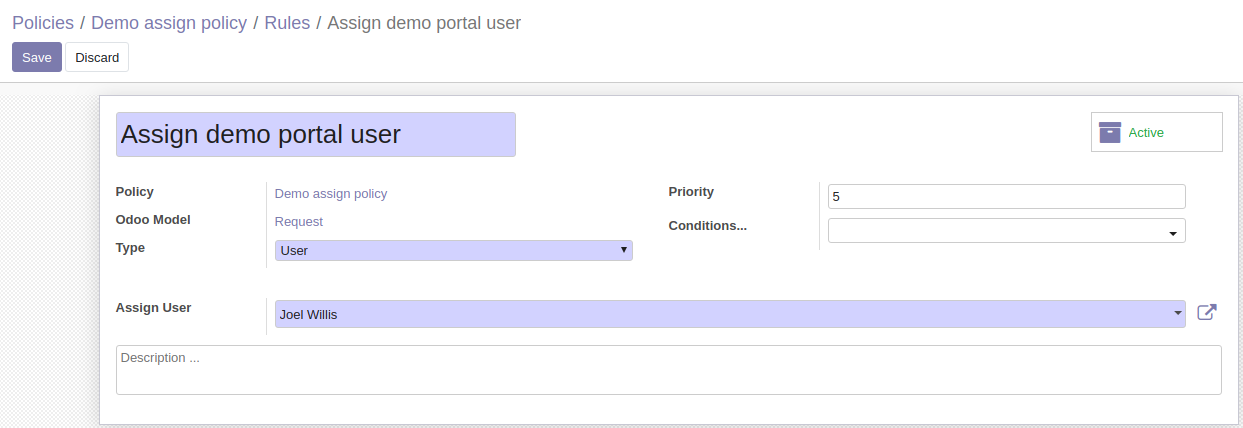 Policies / Demo assign policy / Rules / Assign demo portal user
Save Discard
Assign demo portal user
Active
Policy Demo assign policy
Priority 5
Odoo Model Request
Conditions...
Type User
Assign User Joel Willis
Description ...